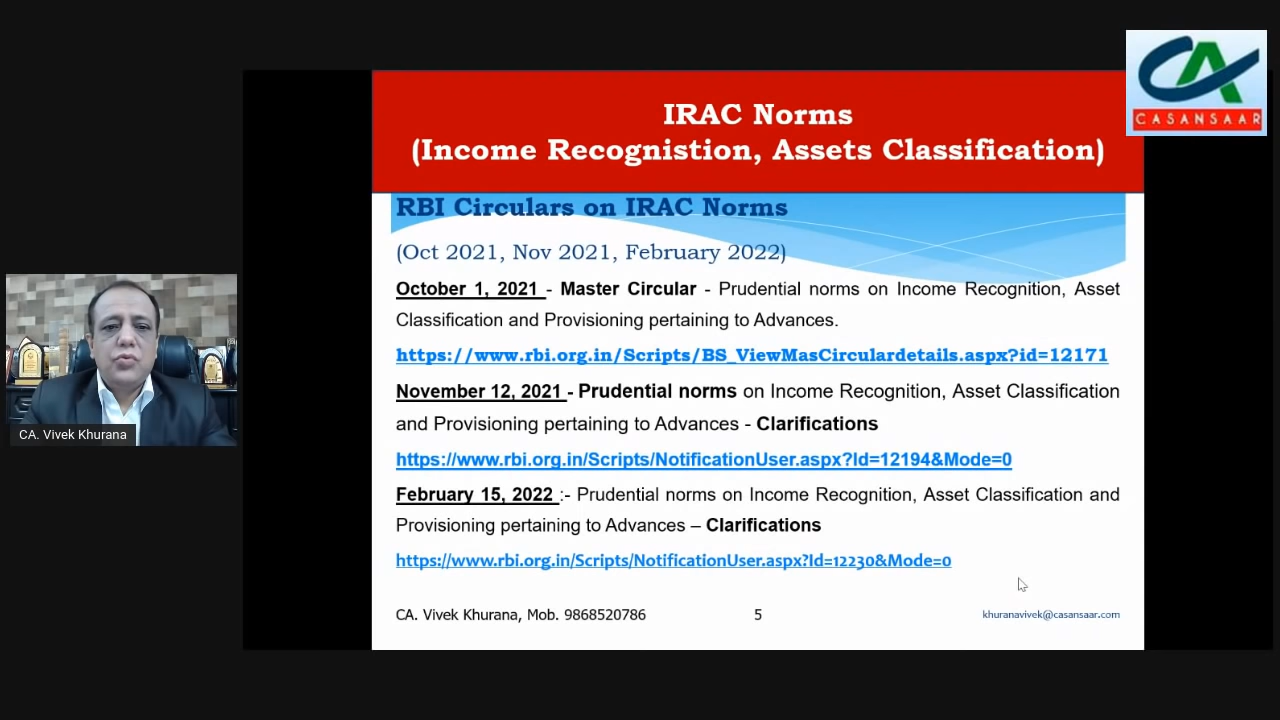 CASANSAAR
IRAC Norms
(Income Recognistion, Assets Classification)
RBI Circulars on IRAC Norms
(Oct 2021, Nov 2021, February 2022)
October 1, 2021 - Master Circular - Prudential norms on Income Recognition, Asset
Classification and Provisioning pertaining to Advances.
https://www.rbi.org.in/Scripts/BS_ViewMasCirculardetails.aspx?id=12171
November 12, 2021 - Prudential norms on Income Recognition, Asset Classification
and Provisioning pertaining to Advances - Clarifications
https://www.rbi.org.in/Scripts/NotificationUser.aspx?Id=12194&Mode=0
February 15, 2022 :- Prudential norms on Income Recognition, Asset Classification and
Provisioning pertaining to Advances – Clarifications
https://www.rbi.org.in/Scripts/NotificationUser.aspx?Id=12230&Mode=0
CA. Vivek Khurana, Mob. 9868520786 5 khuranavivek@casansaar.com
CA. Vivek Khurana